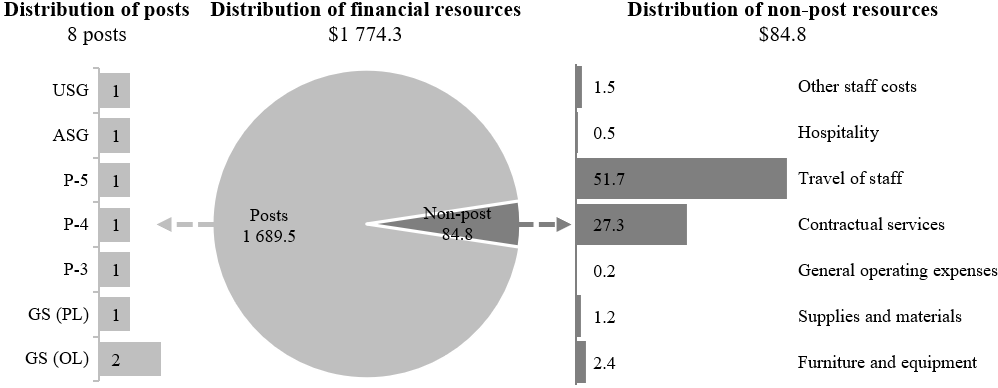 Distribution of posts
8 posts
USG 1
ASG 1
P-5 1
P-4 1
P-3 1
GS (PL) 1
GS (OL) 2
Distribution of financial resources
$1 774.3
Posts
1 689.5
Non-post
84.8
Distribution of non-post resources
$84.8
1.5 Other staff costs
0.5 Hospitality
51.7 Travel of staff
27.3 Contractual services
0.2 General operating expenses
1.2 Supplies and materials
2.4 Furniture and equipment